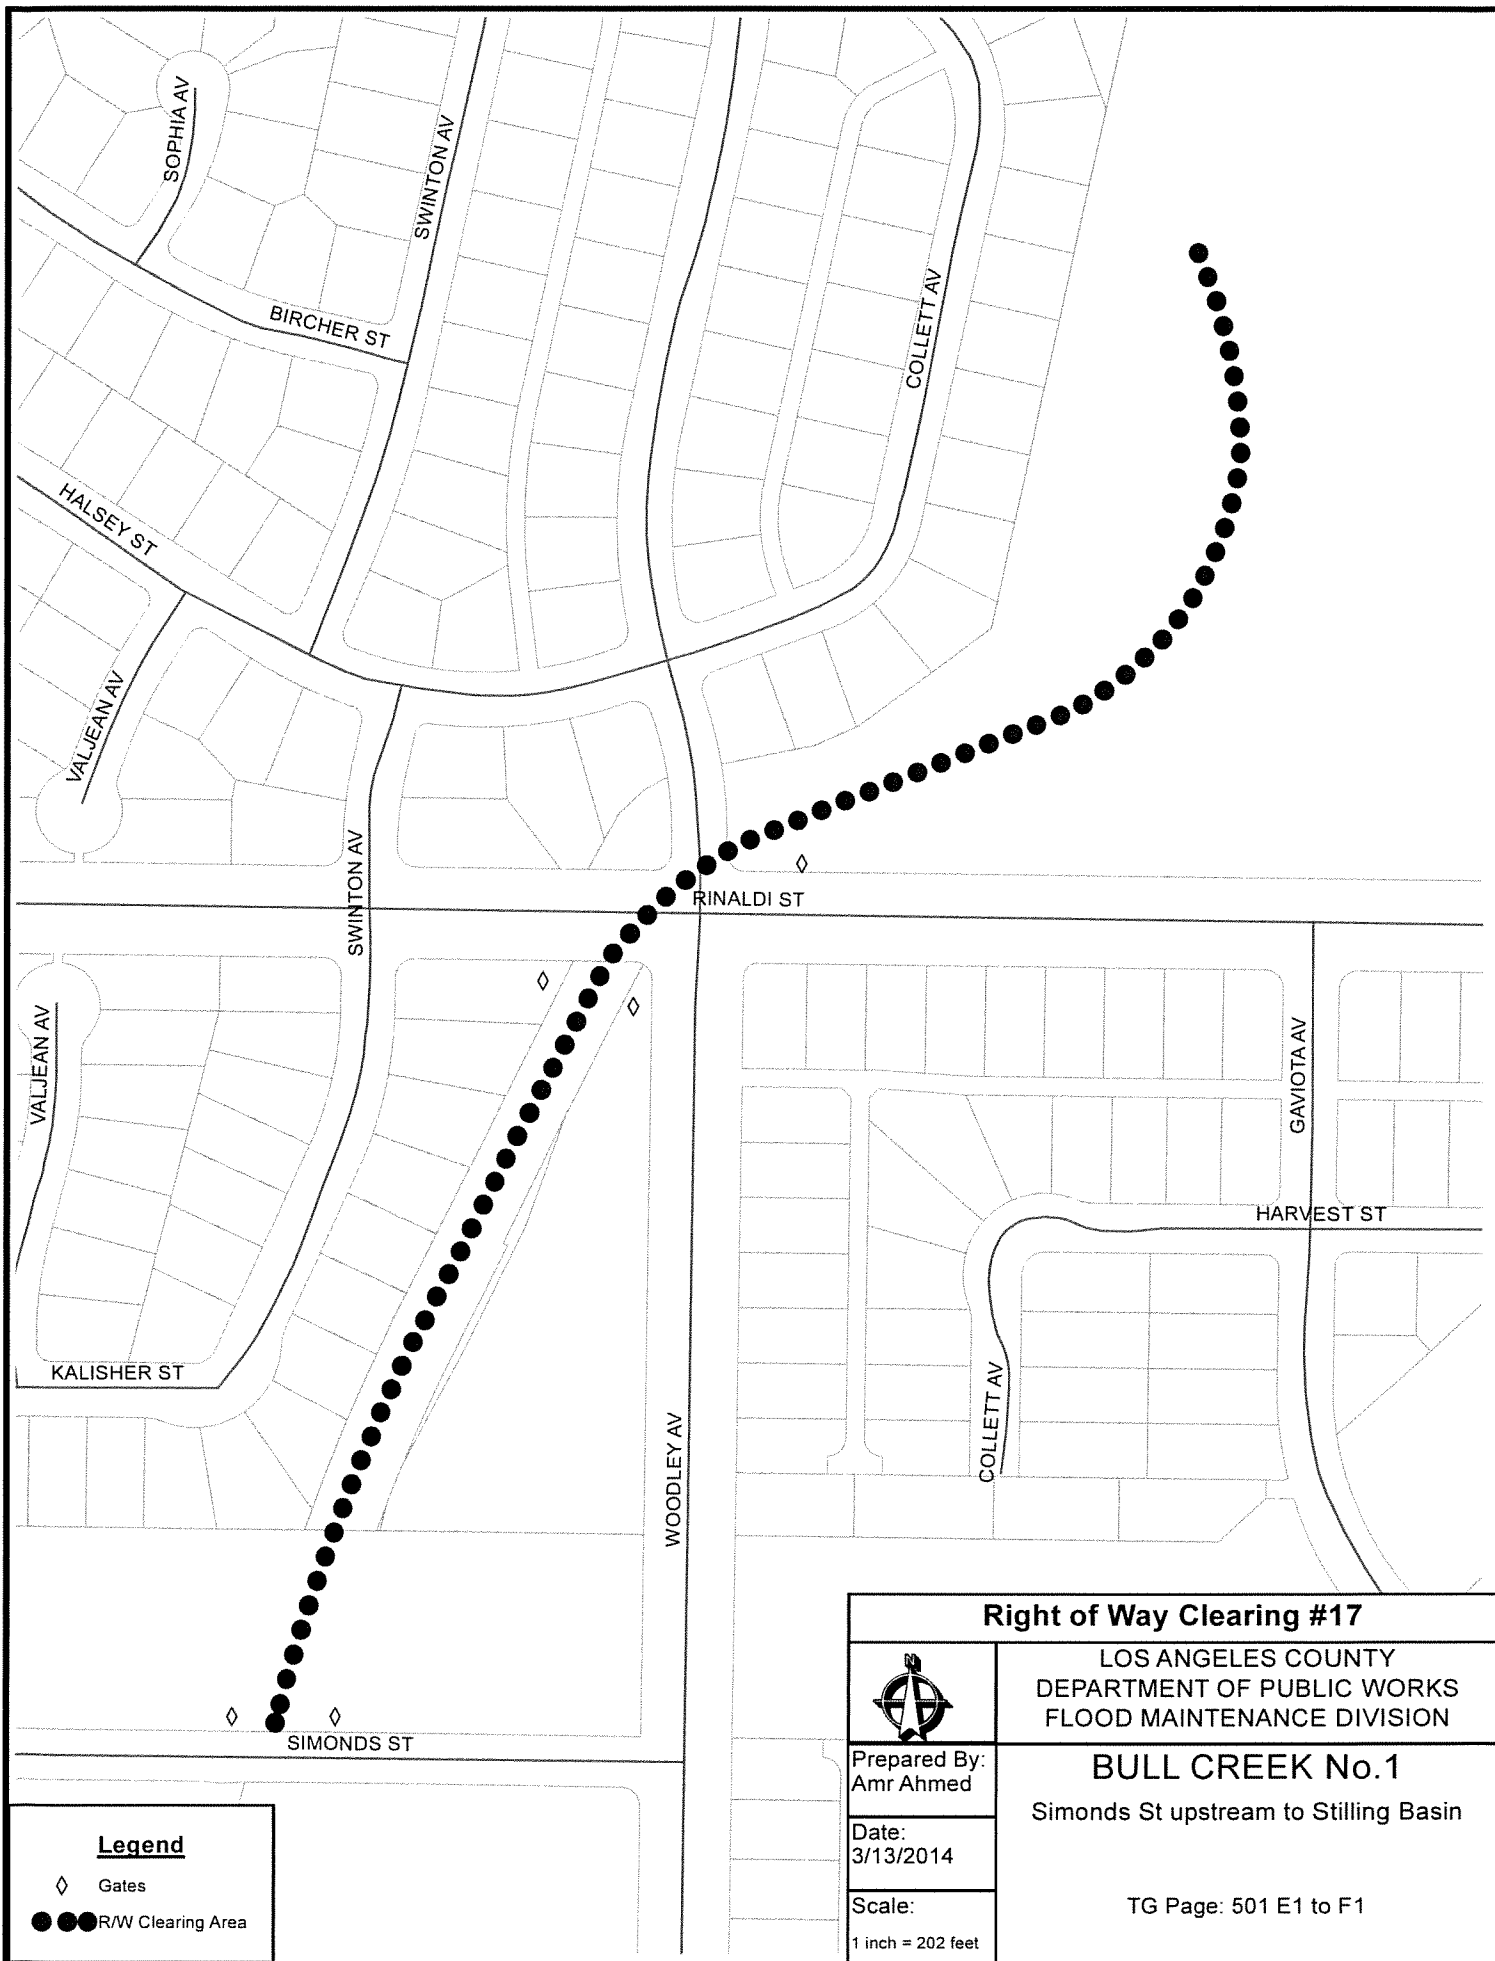 SOPHIA AV
SWINTON AV
BIRCHER ST
COLLETT AV
HALSEY ST
VALJEAN AV
SWINTON AV
RINALDI ST
VALJEAN AV
GAVIOTA AV
HARVEST ST
KALISHER ST
COLLETT AV
WOODLEY AV
SIMONDS ST
Legend
Gates
R/W Clearing Area
Right of Way Clearing #17
N
LOS ANGELES COUNTY
DEPARTMENT OF PUBLIC WORKS
FLOOD MAINTENANCE DIVISION
Prepared By:
Amr Ahmed
BULL CREEK No.1
Simonds St upstream to Stilling Basin
Date:
3/13/2014
TG Page: 501 E1 to F1
Scale:
1 inch = 202 feet